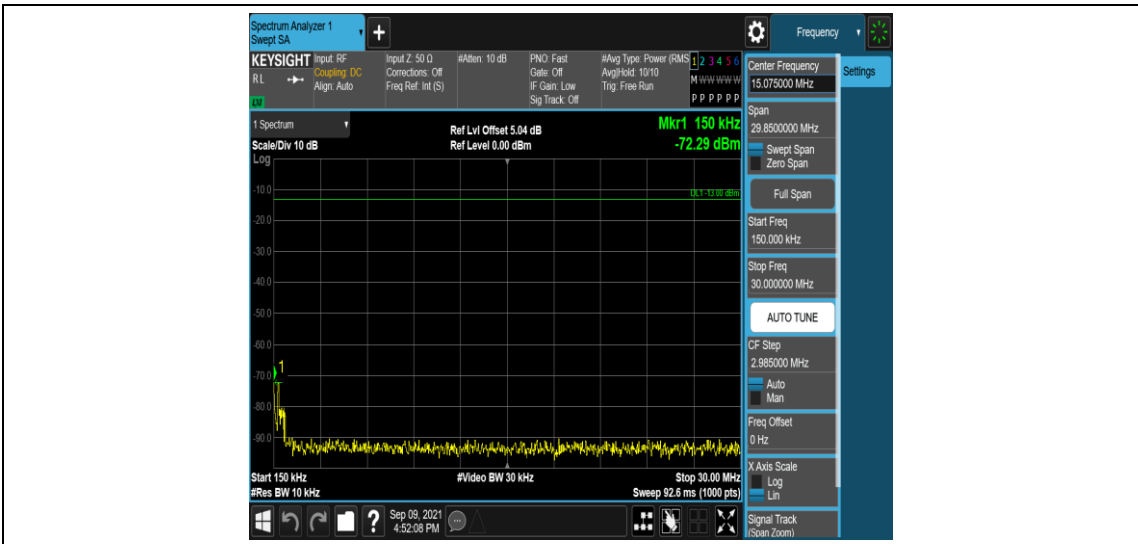 Spectrum Analyzer 1
Swept SA
+
Frequency
KEYSIGHT
RL
LW
Input: RF
Coupling: DC
Align: Auto
Input Z: 50 Ω
Corrections: Off
Freq Ref: Int (S)
#Atten: 10 dB
PNO: Fast
Gate: Off
IF Gain: Low
Sig Track: Off
#Avg Type: Power (RMS
Avg|Hold: 10/10
Trig: Free Run
1 2 3 4 5 6
M W W W W W
P P P P P P
1 Spectrum
Scale/Div 10 dB
Log
Ref Lvl Offset 5.04 dB
Ref Level 0.00 dBm
Mkr1 150 kHz
-72.29 dBm
DL1 -13.00 dBm
-10.0
-20.0
-30.0
-40.0
-50.0
-60.0
-70.0
-80.0
-90.0
1
Start 150 kHz
#Res BW 10 kHz
#Video BW 30 kHz
Stop 30.00 MHz
Sweep 92.6 ms (1000 pts)
?
Sep 09, 2021
4:52:08 PM
Center Frequency
15.075000 MHz
Settings
Span
29.8500000 MHz
Swept Span
Zero Span
Full Span
Start Freq
150.000 kHz
Stop Freq
30.000000 MHz
AUTO TUNE
CF Step
2.985000 MHz
Auto
Man
Freq Offset
0 Hz
X Axis Scale
Log
Lin
Signal Track
(Span Zoom)